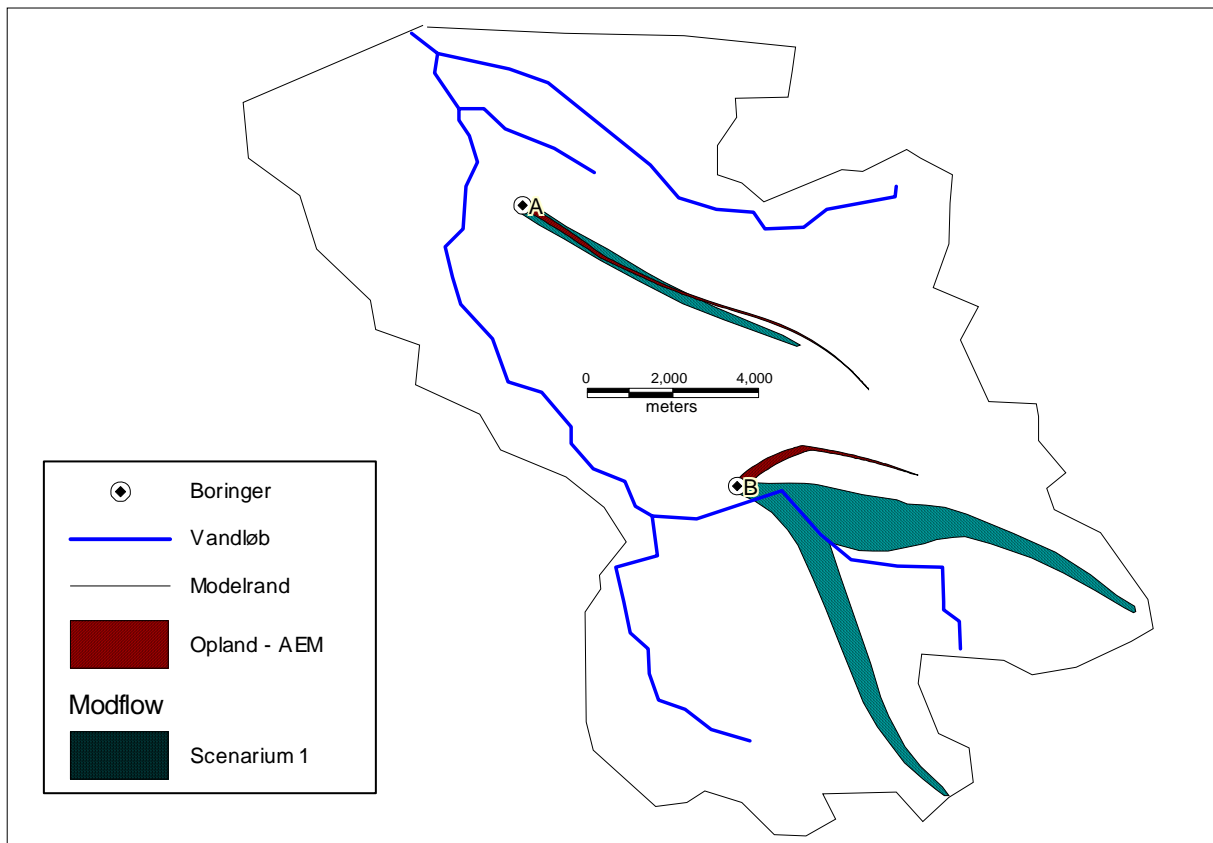 A
0 2,000 4,000
meters
B
Boringer
Vandløb
Modelrand
Opland - AEM
Modflow
Scenarium 1